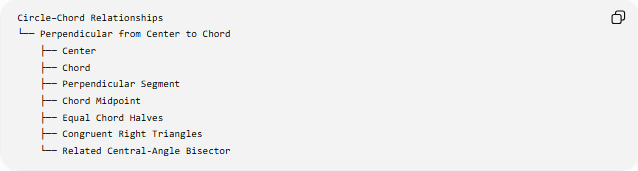 Circle–Chord Relationships
└── Perpendicular from Center to Chord
    ├── Center
    ├── Chord
    ├── Perpendicular Segment
    ├── Chord Midpoint
    ├── Equal Chord Halves
    ├── Congruent Right Triangles
    └── Related Central-Angle Bisector